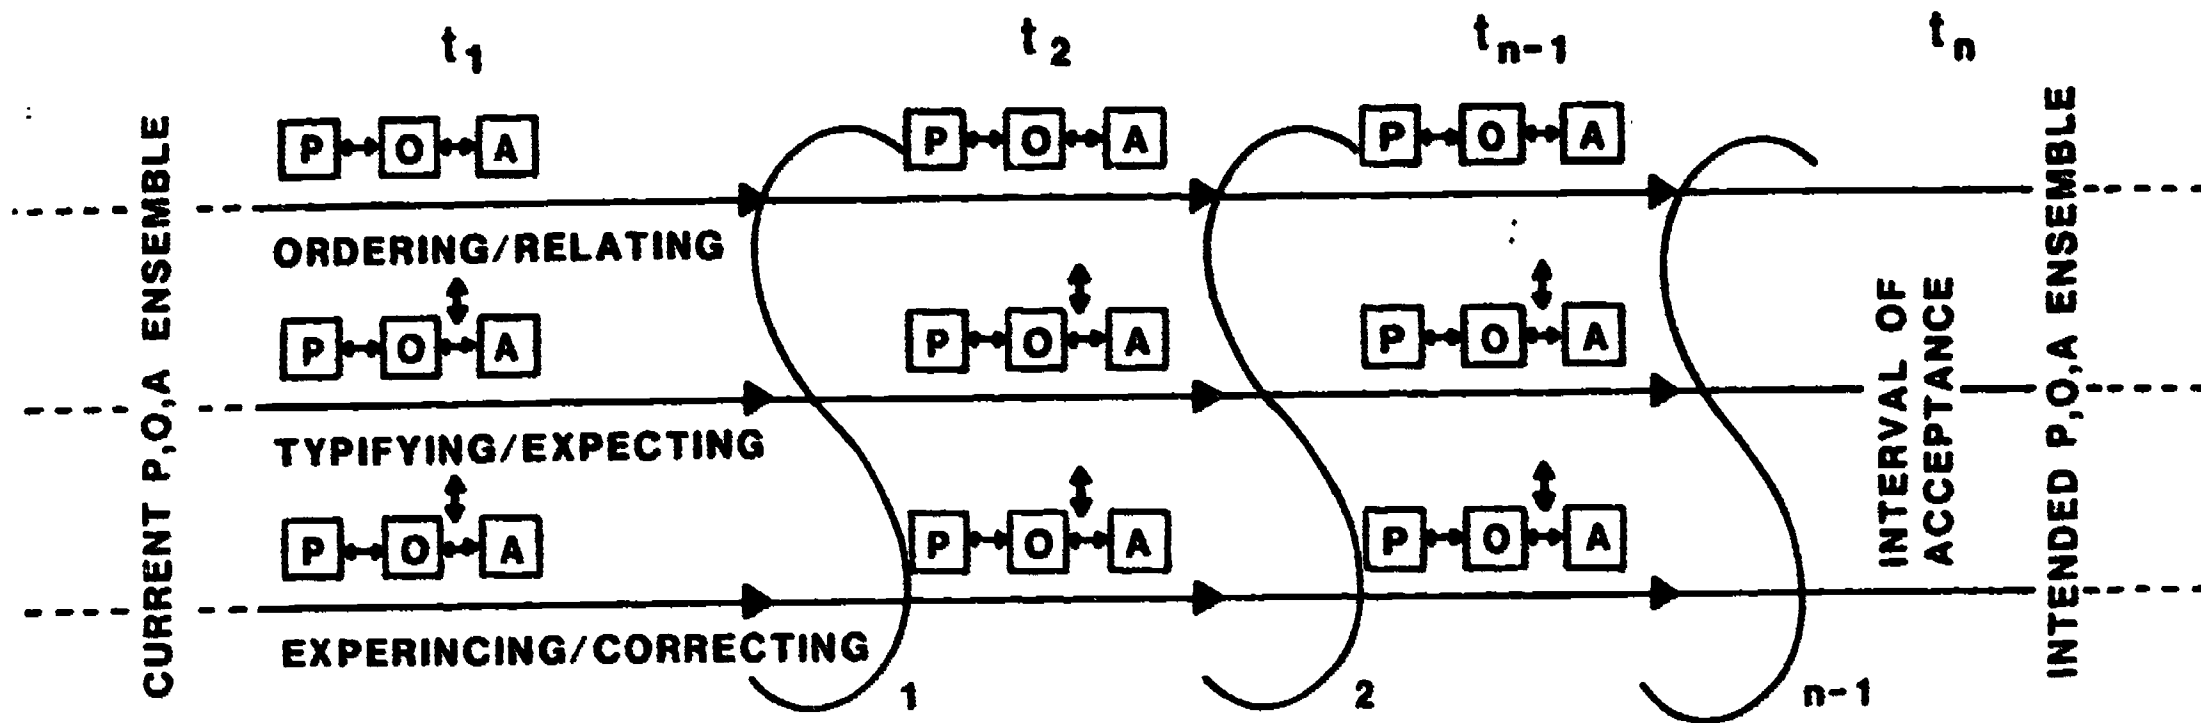 t1 t2 tn-1 tn
CURRENT P,O,A ENSEMBLE
P O A P O A P O A
ORDERING/RELATING
P O A P O A P O A
TYPIFYING/EXPECTING
P O A P O A P O A
EXPERINCING/CORRECTING
1 2 n-1
INTERVAL OF
ACCEPTANCE
INTENDED P,O,A ENSEMBLE